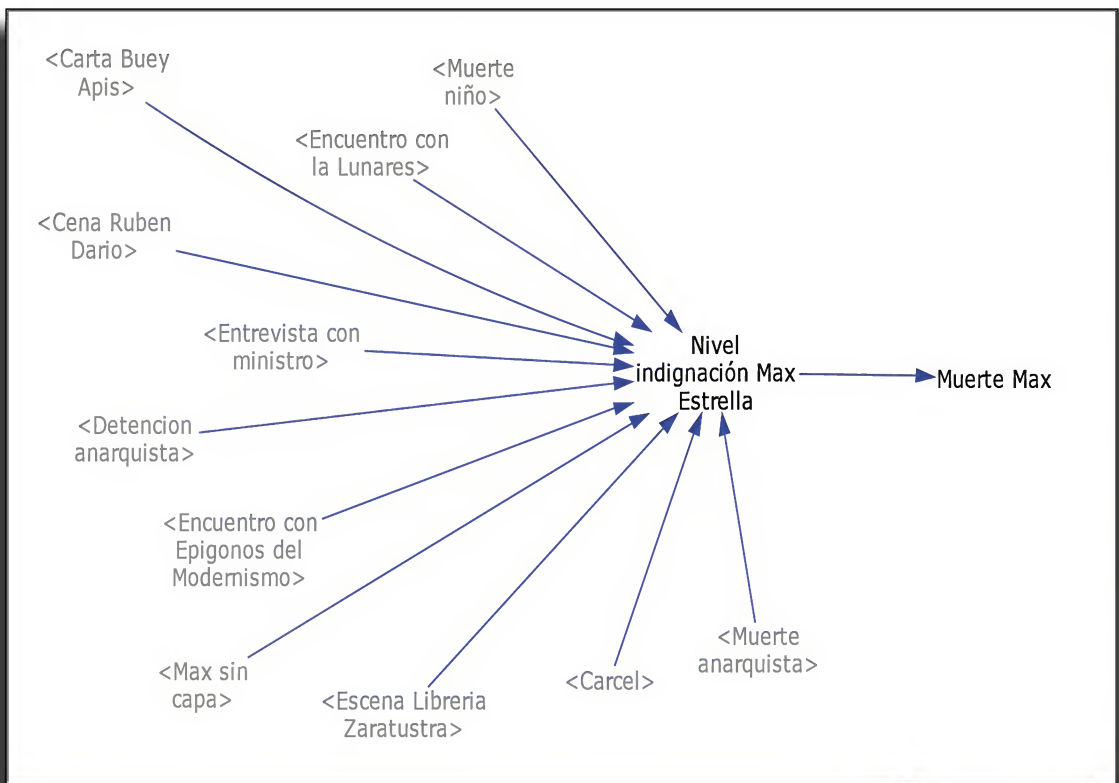 <Carta Buey
Apis>
<Muerte
niño>
<Encuentro con
la Lunares>
<Cena Ruben
Dario>
<Entrevista con
ministro>
Nivel
indignación Max
Estrella
Muerte Max
<Detencion
anarquista>
<Encuentro con
Epigonos del
Modernismo>
<Max sin
capa>
<Escena Libreria
Zaratustra>
<Carcel>
<Muerte
anarquista>